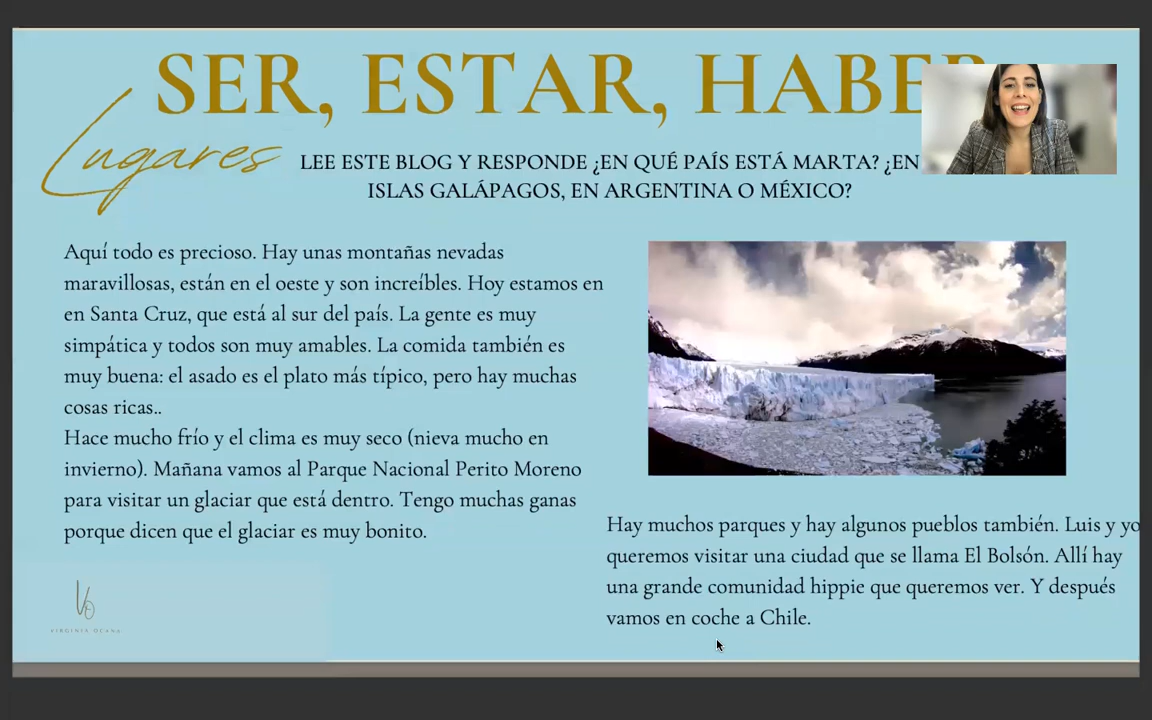 SER, ESTAR, HABER
Lugares
LEE ESTE BLOG Y RESPONDE ¿EN QUÉ PAÍS ESTÁ MARTA? ¿EN
ISLAS GALÁPAGOS, EN ARGENTINA O MÉXICO?
Aquí todo es precioso. Hay unas montañas nevadas
maravillosas, están en el oeste y son increíbles. Hoy estamos en
en Santa Cruz, que está al sur del país. La gente es muy
simpática y todos son muy amables. La comida también es
muy buena: el asado es el plato más típico, pero hay muchas
cosas ricas..
Hace mucho frío y el clima es muy seco (nieva mucho en
invierno). Mañana vamos al Parque Nacional Perito Moreno
para visitar un glaciar que está dentro. Tengo muchas ganas
porque dicen que el glaciar es muy bonito.
Hay muchos parques y hay algunos pueblos también. Luis y yo
queremos visitar una ciudad que se llama El Bolsón. Allí hay
una grande comunidad hippie que queremos ver. Y después
vamos en coche a Chile.
VO
VIRGINIA OCAÑA